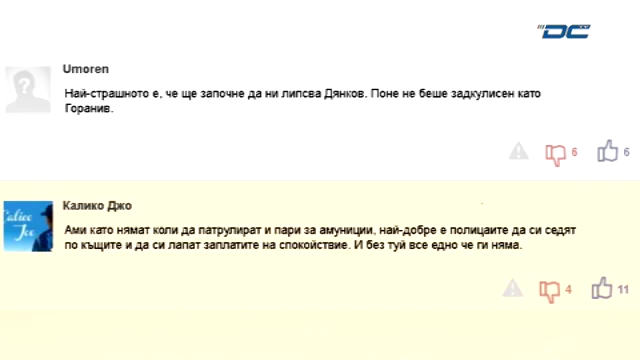 DC
Umoren
Най-страшното е, че ще започне да ни липсва Дянков. Поне не беше задкулисен като
Горанив.
6
6
Калико Джо
Calico
Joe
Ами като нямат коли да патрулират и пари за амуниции, най-добре е полицаите да си седят
по къщите и да си лапат заплатите на спокойствие. И без туй все едно че ги няма.
4
11